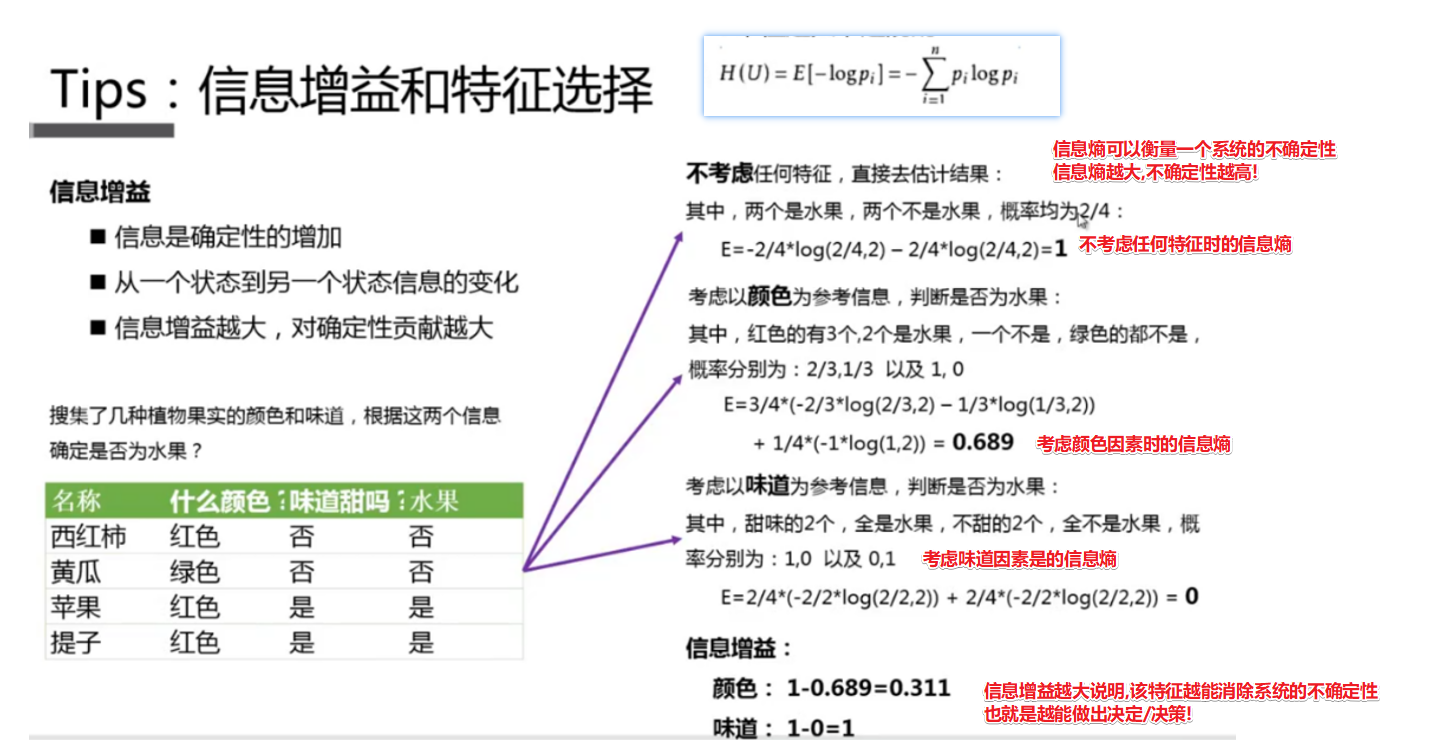 Tips：信息增益和特征选择
信息增益
■ 信息是确定性的增加
■ 从一个状态到另一个状态信息的变化
■ 信息增益越大，对确定性贡献越大
搜集了几种植物果实的颜色和味道，根据这两个信息
确定是否为水果？
名称 什么颜色？ 味道甜吗？ 水果
西红柿 红色 否 否
黄瓜 绿色 否 否
苹果 红色 是 是
提子 红色 是 是
H(U)=E[-log p_i]=-∑_{i=1}^{n} p_i log p_i
信息熵可以衡量一个系统的不确定性
信息熵越大,不确定性越高!
不考虑任何特征，直接去估计结果：
其中，两个是水果，两个不是水果，概率均为2/4：
E=-2/4*log(2/4,2) – 2/4*log(2/4,2)=1
不考虑任何特征时的信息熵
考虑以颜色为参考信息，判断是否为水果：
其中，红色的有3个,2个是水果，一个不是，绿色的都不是，
概率分别为：2/3,1/3 以及 1, 0
E=3/4*(-2/3*log(2/3,2) – 1/3*log(1/3,2))
+ 1/4*(-1*log(1,2)) = 0.689
考虑颜色因素时的信息熵
考虑以味道为参考信息，判断是否为水果：
其中，甜味的2个，全是水果，不甜的2个，全不是水果，概
率分别为：1,0 以及 0,1
考虑味道因素是的信息熵
E=2/4*(-2/2*log(2/2,2)) + 2/4*(-2/2*log(2/2,2)) = 0
信息增益：
颜色： 1-0.689=0.311
味道： 1-0=1
信息增益越大说明,该特征越能消除系统的不确定性
也就是越能做出决定/决策!